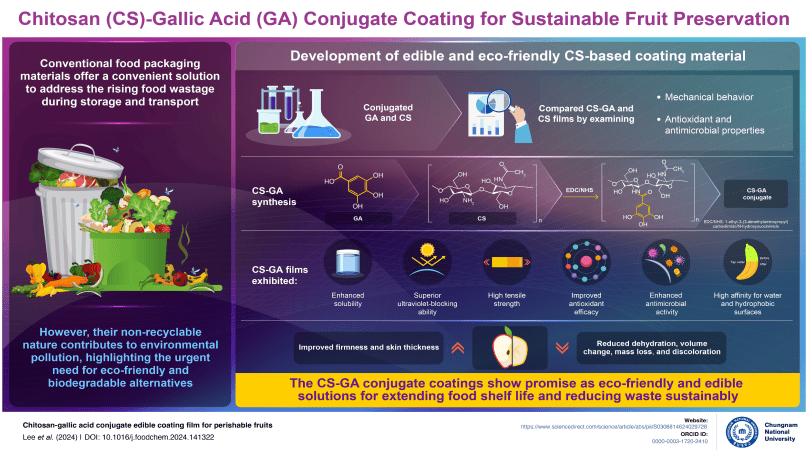 Chitosan (CS)-Gallic Acid (GA) Conjugate Coating for Sustainable Fruit Preservation
Conventional food packaging
materials offer a convenient solution
to address the rising food wastage
during storage and transport
However, their non-recyclable
nature contributes to environmental
pollution, highlighting the urgent
need for eco-friendly and
biodegradable alternatives
Development of edible and eco-friendly CS-based coating material
Conjugated
GA and CS
Compared CS-GA and
CS films by examining
• Mechanical behavior
• Antioxidant and
antimicrobial properties
CS-GA
synthesis
GA
CS
EDC/NHS
CS-GA
conjugate
CS-GA films
exhibited:
Enhanced
solubility
Superior
ultraviolet-blocking
ability
High tensile
strength
Improved
antioxidant
efficacy
Enhanced
antimicrobial
activity
High affinity for water
and hydrophobic
surfaces
Improved firmness and skin thickness
Reduced dehydration, volume
change, mass loss, and discoloration
The CS-GA conjugate coatings show promise as eco-friendly and edible
solutions for extending food shelf life and reducing waste sustainably
Chitosan-gallic acid conjugate edible coating film for perishable fruits
Lee et al. (2024) | DOI: 10.1016/j.foodchem.2024.141322
Website:
https://www.sciencedirect.com/science/article/abs/pii/S0308814624029728
ORCID ID:
0000-0003-1720-2410
Chungnam
National
University